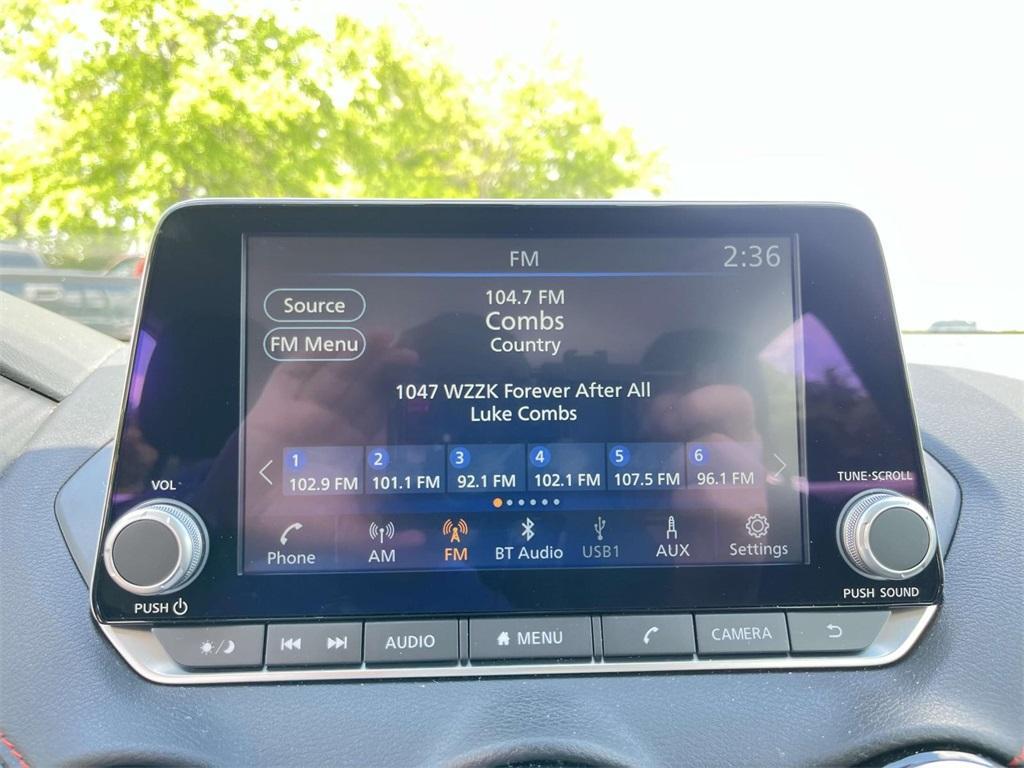 FM 2:36
Source
FM Menu
104.7 FM
Combs
Country
1047 WZZK Forever After All
Luke Combs
1 2 3 4 5 6
102.9 FM 101.1 FM 92.1 FM 102.1 FM 107.5 FM 96.1 FM
Phone AM FM BT Audio USB1 AUX Settings
VOL
PUSH
TUNE·SCROLL
PUSH SOUND
AUDIO MENU CAMERA